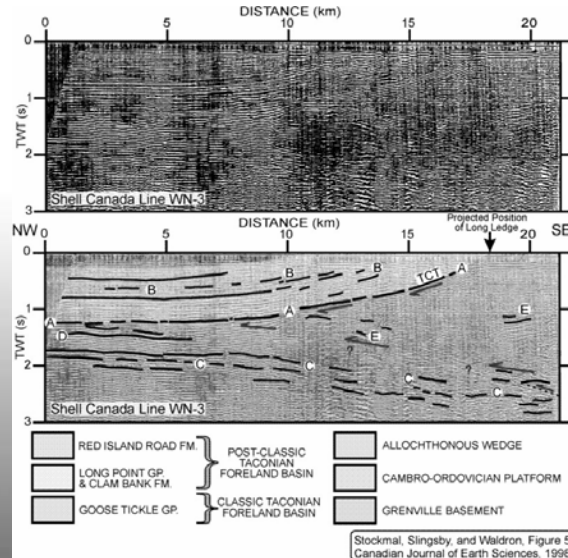 DISTANCE (km)
0 5 10 15 20
0
1
2
3
TWT (s)
Shell Canada Line WN-3
DISTANCE (km)
Projected Position
of Long Ledge
NW SE
0 5 10 15 20
0
1
2
3
TWT (s)
B B B TCT A
A A E
D E
C C C C
? ?
Shell Canada Line WN-3
RED ISLAND ROAD FM.
LONG POINT GP.
& CLAM BANK FM.
POST-CLASSIC
TACONIAN
FORELAND BASIN
GOOSE TICKLE GP.
CLASSIC TACONIAN
FORELAND BASIN
ALLOCHTHONOUS WEDGE
CAMBRO-ORDOVICIAN PLATFORM
GRENVILLE BASEMENT
Stockmal, Slingsby, and Waldron, Figure 5
Canadian Journal of Earth Sciences, 1998